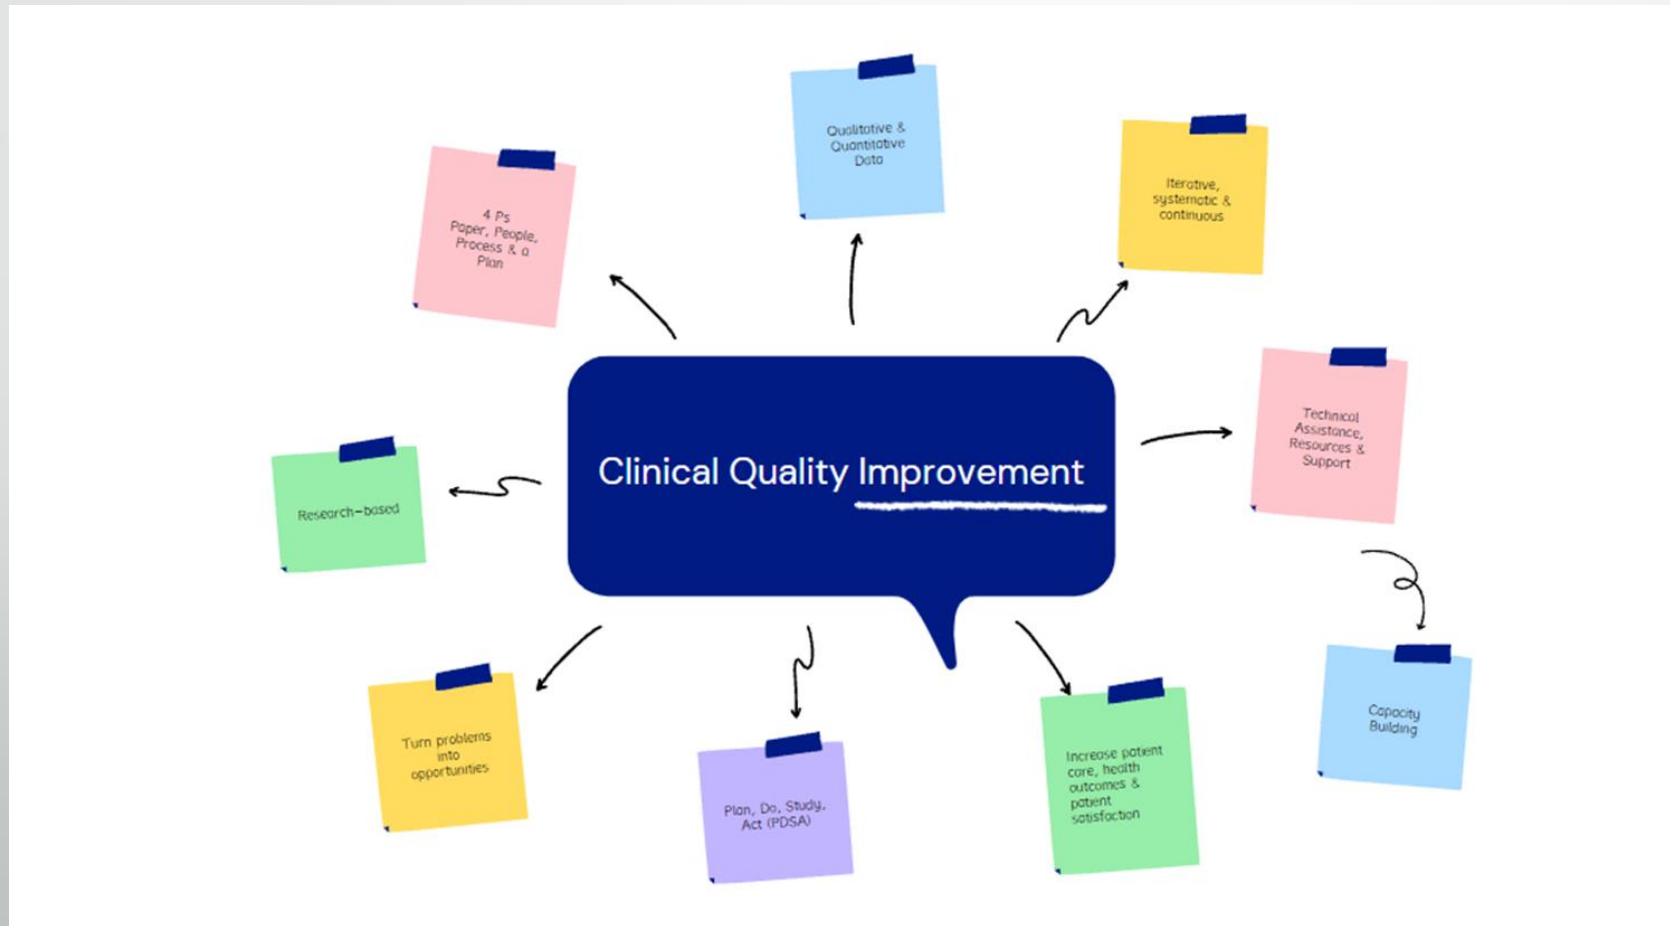 Qualitative &
Quantitative
Data
Iterative,
systematic &
continuous
4 Ps
Paper, People,
Process & a
Plan
Technical
Assistance,
Resources &
Support
Clinical Quality Improvement
Research-based
Capacity
Building
Turn problems
into
opportunities
Plan, Do, Study,
Act (PDSA)
Increase patient
care, health
outcomes &
patient
satisfaction